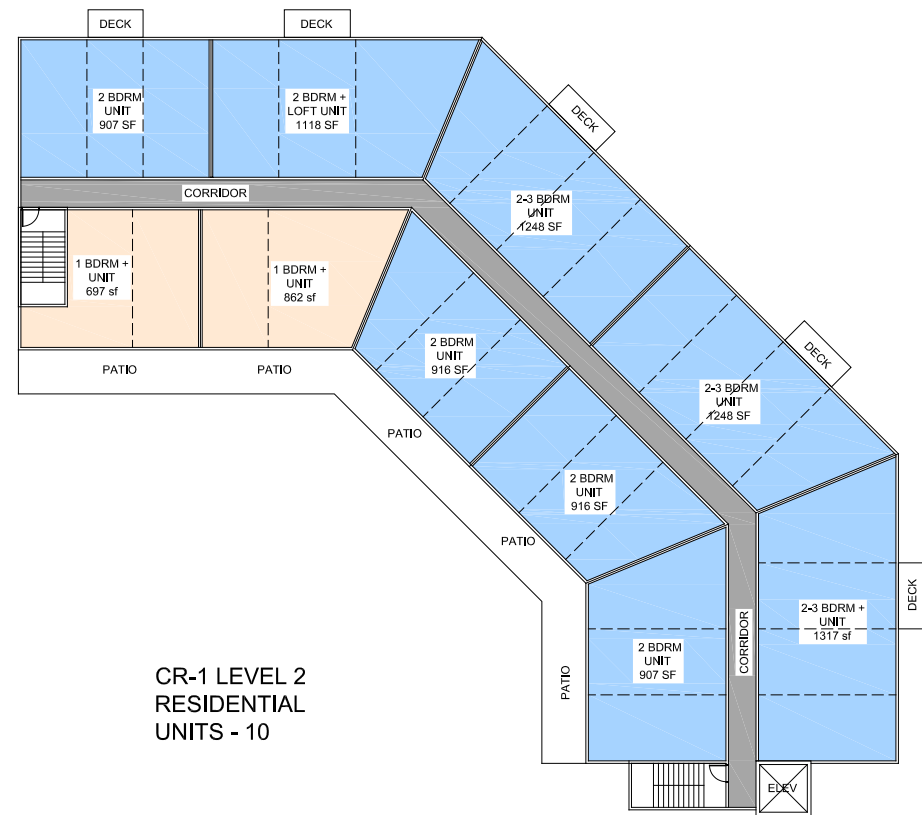 DECK
DECK
DECK
2 BDRM
UNIT
907 SF
2 BDRM +
LOFT UNIT
1118 SF
CORRIDOR
2-3 BDRM
UNIT
1248 SF
1 BDRM +
UNIT
697 sf
1 BDRM +
UNIT
862 sf
2 BDRM
UNIT
916 SF
DECK
PATIO
PATIO
2-3 BDRM
UNIT
1248 SF
PATIO
2 BDRM
UNIT
916 SF
PATIO
DECK
2-3 BDRM +
UNIT
1317 sf
2 BDRM
UNIT
907 SF
CORRIDOR
PATIO
CR-1 LEVEL 2
RESIDENTIAL
UNITS - 10
ELEV